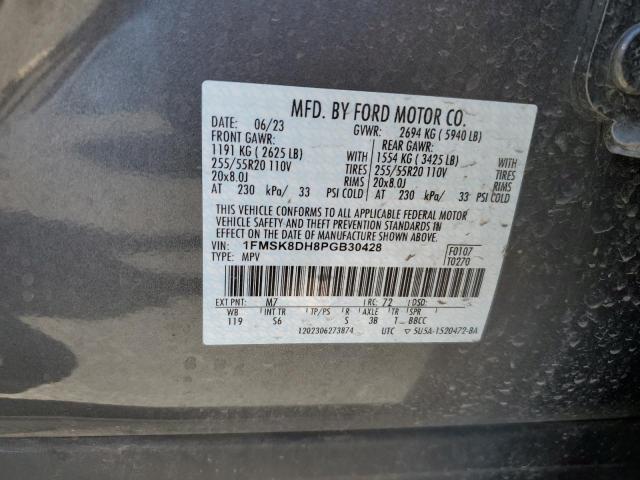 MFD. BY FORD MOTOR CO.
DATE: 06/23 GVWR: 2694 KG ( 5940 LB)
FRONT GAWR: REAR GAWR:
1191 KG ( 2625 LB) WITH 1554 KG ( 3425 LB) WITH
255/55R20 110V TIRES 255/55R20 110V TIRES
20x8.0J RIMS 20x8.0J RIMS
AT 230 kPa/ 33 PSI COLD AT 230 kPa/ 33 PSI COLD
THIS VEHICLE CONFORMS TO ALL APPLICABLE FEDERAL MOTOR
VEHICLE SAFETY AND THEFT PREVENTION STANDARDS IN
EFFECT ON THE DATE OF MANUFACTURE SHOWN ABOVE.
VIN: 1FMSK8DH8PGB30428 F0107
TYPE: MPV T0270
EXT PNT: M7 RC: 72 DSO:
WB INT TR TP/PS R AXLE TR SPR
119 S6 S 3B T BBCC
1202306273874 UTC ▽ 5U5A-1520472-BA